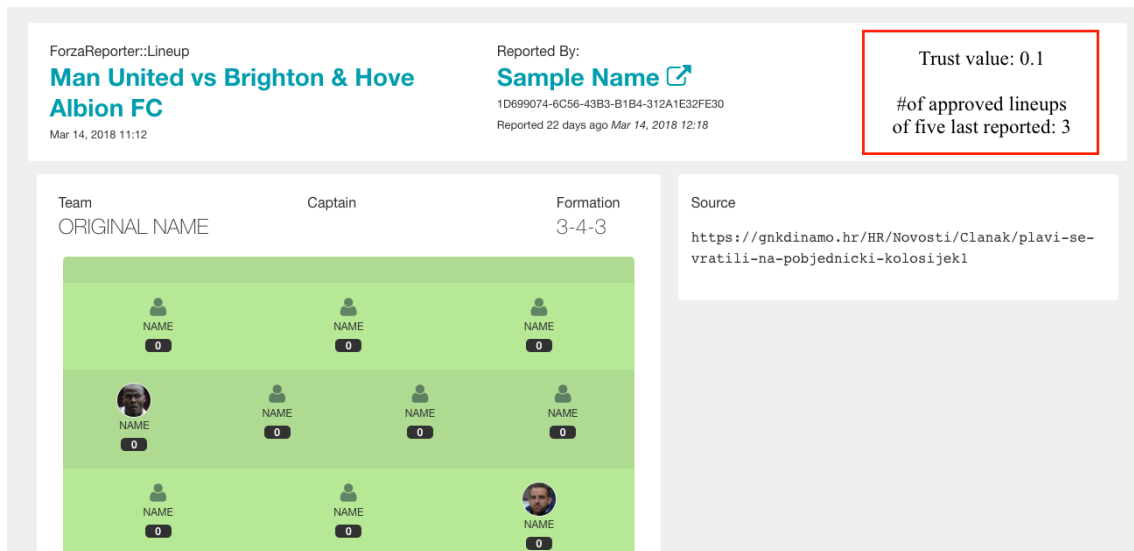 ForzaReporter::Lineup
Man United vs Brighton & Hove
Albion FC
Mar 14, 2018 11:12
Reported By:
Sample Name
1D699074-6C56-43B3-B1B4-312A1E32FE30
Reported 22 days ago Mar 14, 2018 12:18
Trust value: 0.1
#of approved lineups
of five last reported: 3
Team
ORIGINAL NAME
Captain
Formation
3-4-3
NAME
0
NAME
0
NAME
0
NAME
0
NAME
0
NAME
0
NAME
0
NAME
0
NAME
0
NAME
0
Source
https://gnkdinamo.hr/HR/Novosti/Clanak/plavi-se-
vratili-na-pobjednicki-kolosijek1